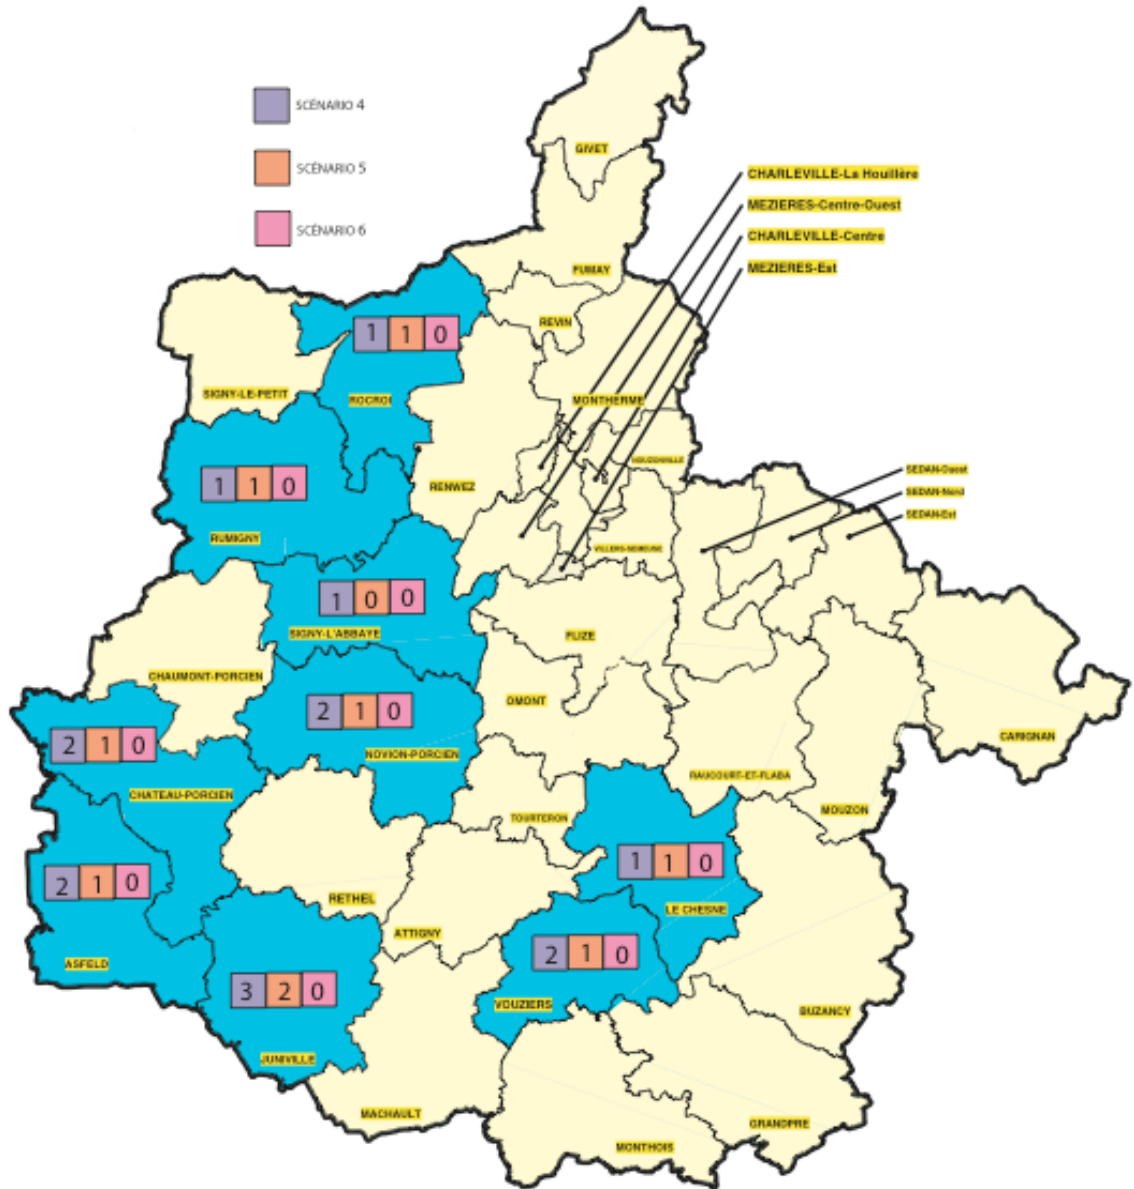 SCÉNARIO 4
SCÉNARIO 5
SCÉNARIO 6
GIVET
CHARLEVILLE-La Houillère
MEZIERES-Centre-Ouest
CHARLEVILLE-Centre
MEZIERES-Est
FUMAY
REVIN
1 1 0
SIGNY-LE-PETIT
ROCROI
MONTHERME
NOUZONVILLE
SEDAN-Ouest
1 1 0
RENWEZ
SEDAN-Nord
SEDAN-Est
RUMIGNY
VILLERS-SEMEUSE
1 0 0
SIGNY-L'ABBAYE
FLIZE
CHAUMONT-PORCIEN
OMONT
2 1 0
CARIGNAN
2 1 0
NOVION-PORCIEN
RAUCOURT-ET-FLABA
CHATEAU-PORCIEN
MOUZON
TOURTERON
1 1 0
2 1 0
RETHEL
LE CHESNE
ATTIGNY
2 1 0
ASFELD
3 2 0
VOUZIERS
BUZANCY
JUNIVILLE
MACHAULT
GRANDPRE
MONTHOIS